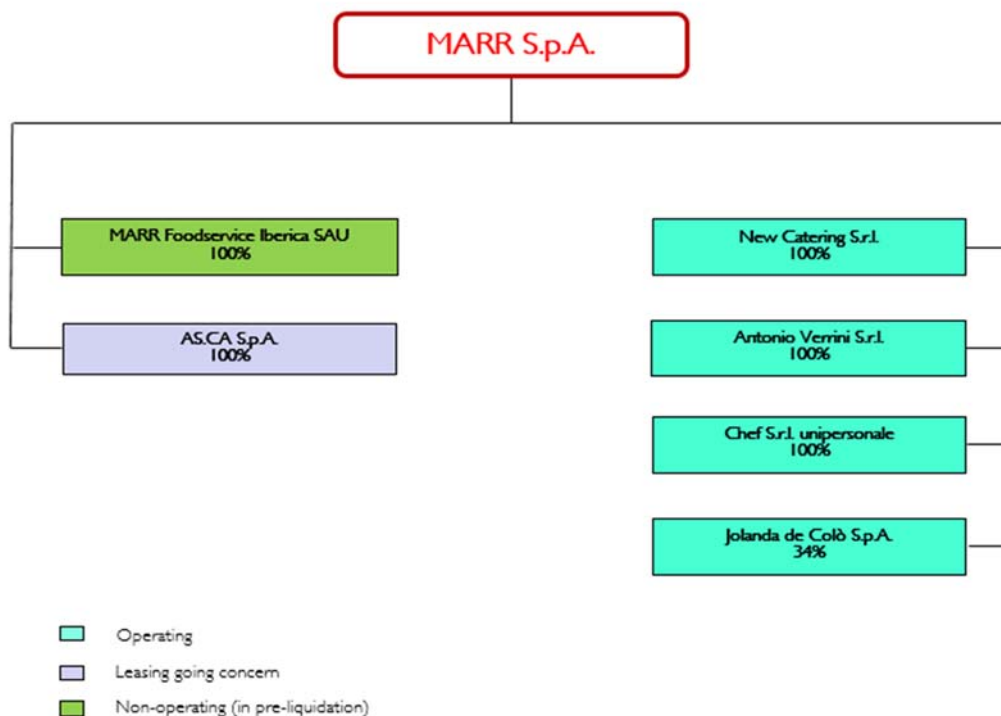 MARR S.p.A.
MARR Foodservice Iberica SAU
100%
AS.CA S.p.A.
100%
New Catering S.r.l.
100%
Antonio Verrini S.r.l.
100%
Chef S.r.l. unipersonale
100%
Jolanda de Colò S.p.A.
34%
Operating
Leasing going concern
Non-operating (in pre-liquidation)